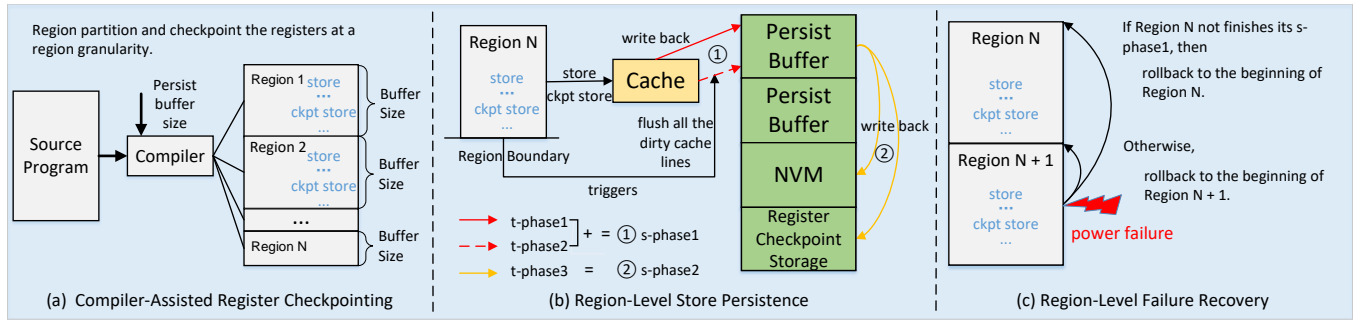 Region partition and checkpoint the registers at a
region granularity.
Source
Program
Persist
buffer
size
Compiler
Region 1
store
...
ckpt store
...
Buffer
Size
Region 2
store
...
ckpt store
...
Buffer
Size
...
Region N
Buffer
Size
(a) Compiler-Assisted Register Checkpointing
Region N
store
...
ckpt store
...
Region Boundary
store
ckpt store
Cache
write back
①
flush all the
dirty cache
lines
triggers
Persist
Buffer
Persist
Buffer
NVM
Register
Checkpoint
Storage
write back
②
t-phase1
t-phase2
+ = ① s-phase1
t-phase3 = ② s-phase2
(b) Region-Level Store Persistence
Region N
store
...
ckpt store
...
Region N + 1
store
...
ckpt store
...
power failure
If Region N not finishes its s-
phase1, then
rollback to the beginning of
Region N.
Otherwise,
rollback to the beginning of
Region N + 1.
(c) Region-Level Failure Recovery